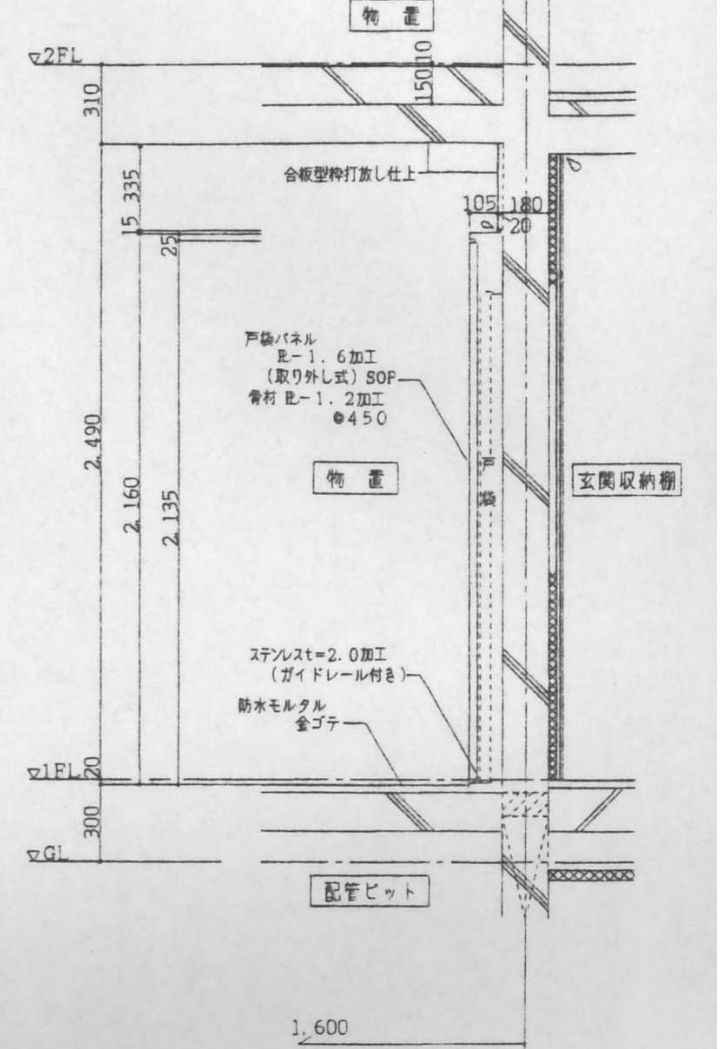 物 置
▽2FL
310
150
10
合板型枠打放し仕上
335
105
180
15
20
25
戸袋パネル
PL-1.6加工
(取り外し式) SOP
骨材 PL-1.2加工
@450
2,490
2,160
2,135
物 置
戸袋
玄関収納棚
ステンレスt=2.0加工
(ガイドレール付き)
防水モルタル
金ゴテ
▽1FL
20
300
▽GL
配管ピット
1,600